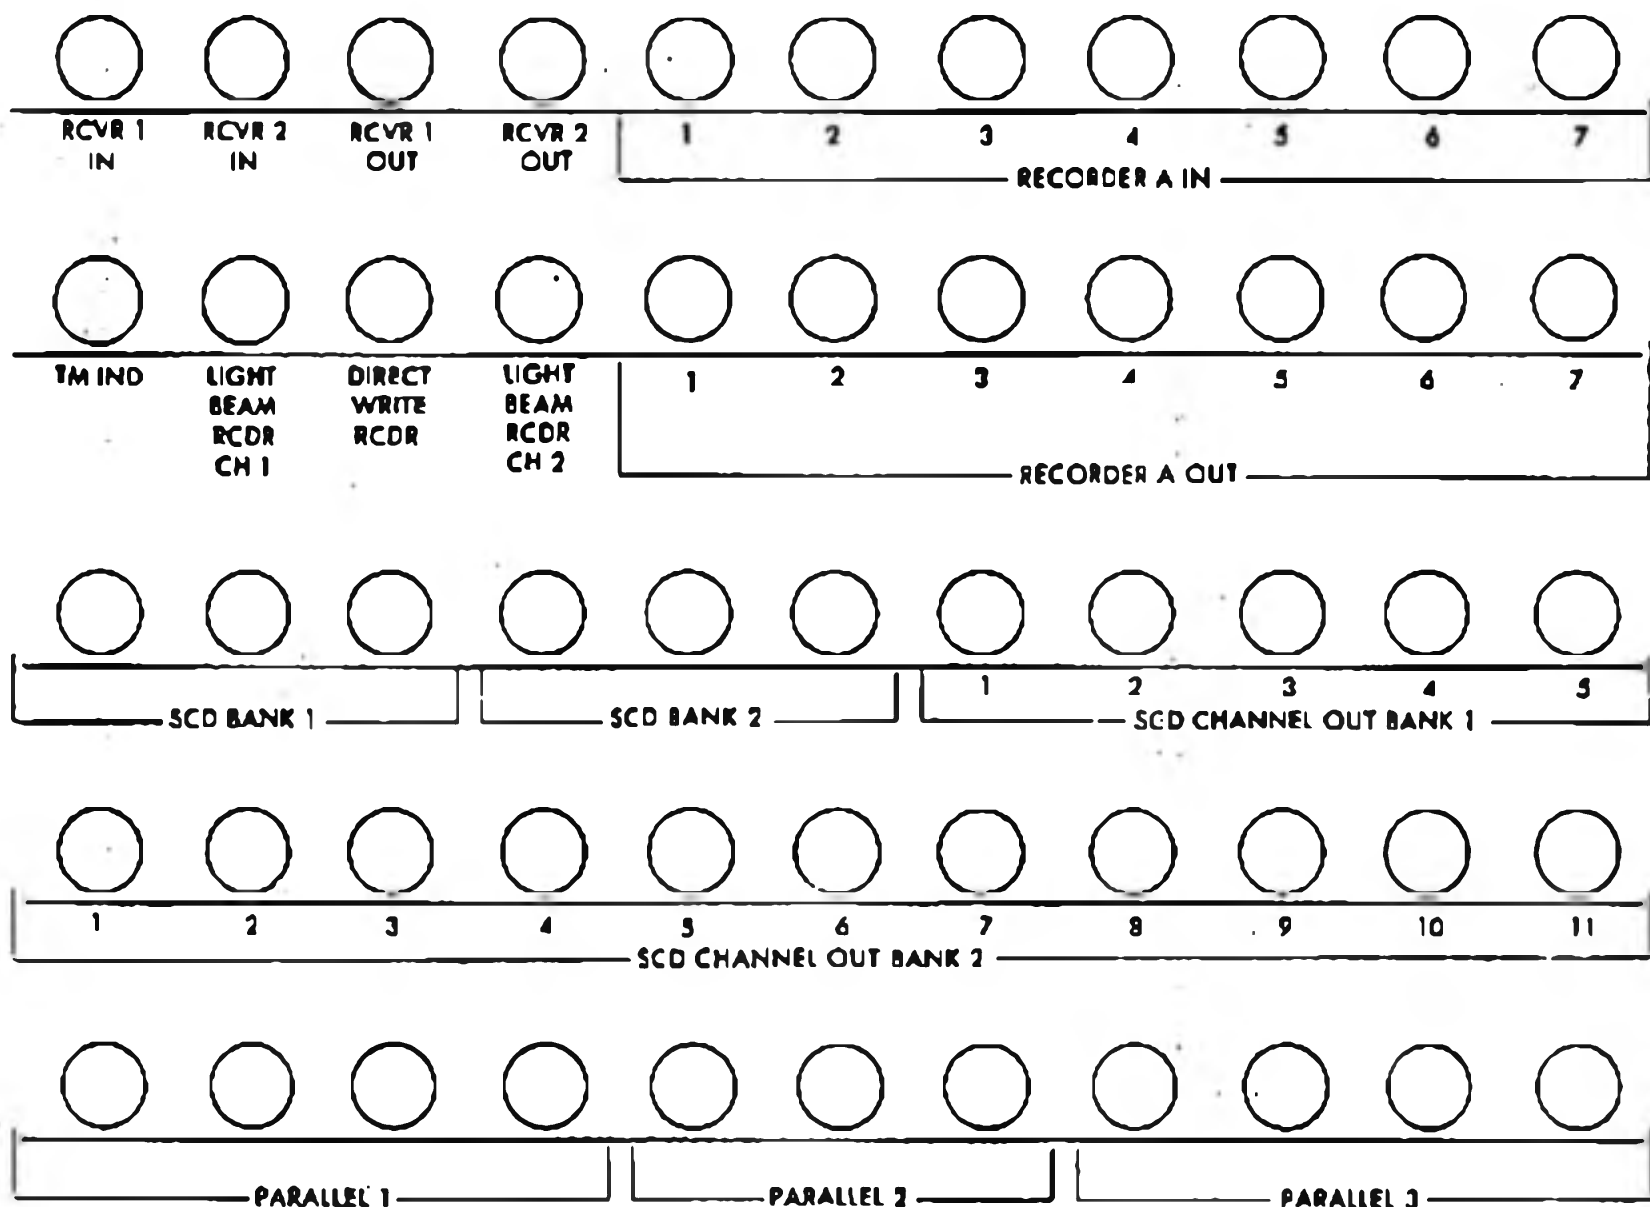 RCVR 1 IN
RCVR 2 IN
RCVR 1 OUT
RCVR 2 OUT
1 2 3 4 5 6 7
RECORDER A IN
TM IND
LIGHT BEAM RCDR CH 1
DIRECT WRITE RCDR
LIGHT BEAM RCDR CH 2
1 2 3 4 5 6 7
RECORDER A OUT
SCD BANK 1
SCD BANK 2
1 2 3 4 5
SCD CHANNEL OUT BANK 1
1 2 3 4 5 6 7 8 9 10 11
SCD CHANNEL OUT BANK 2
PARALLEL 1
PARALLEL 2
PARALLEL 3